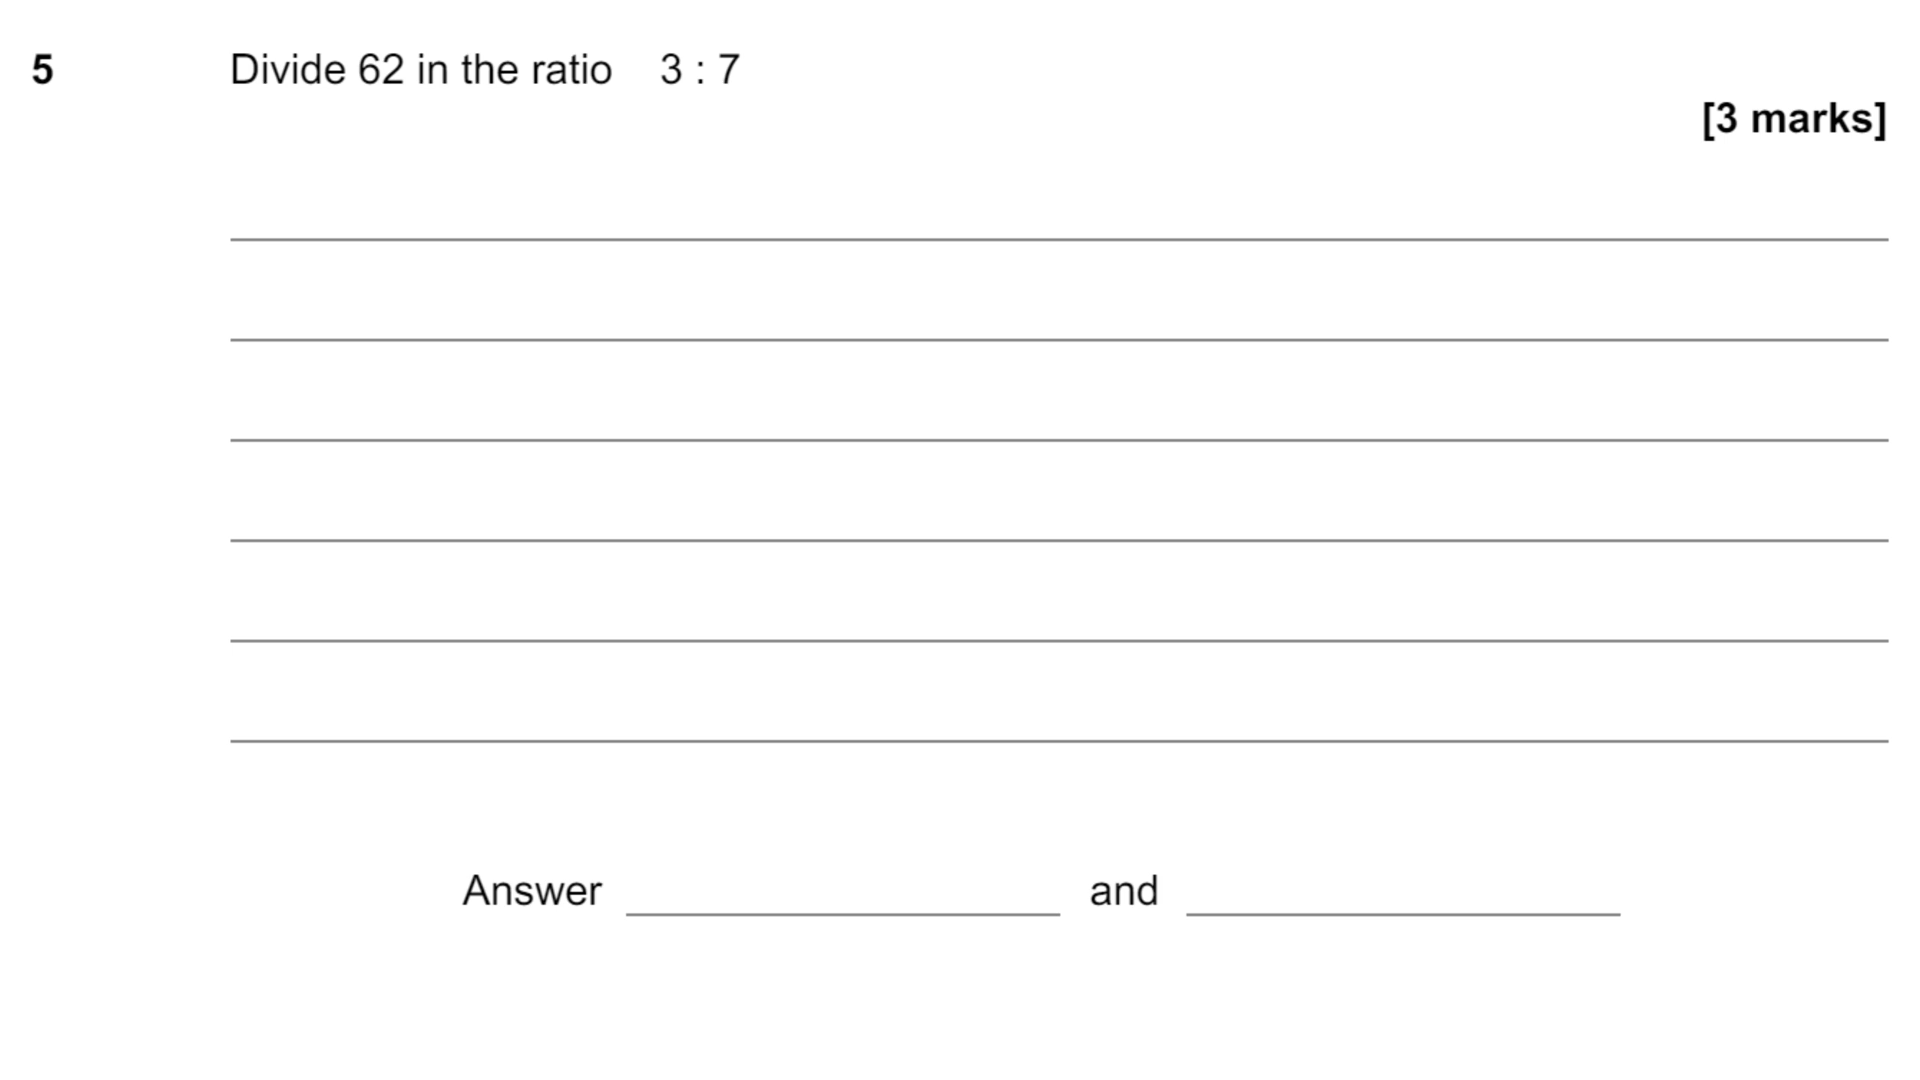 5 Divide 62 in the ratio 3 : 7
[3 marks]
Answer and